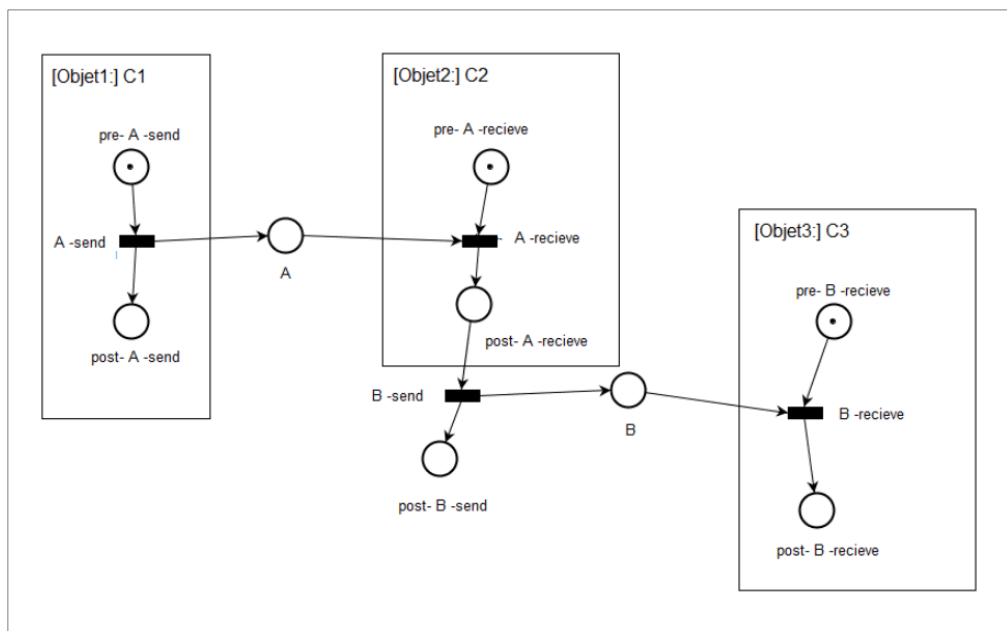 [Objet1:] C1
pre- A -send
A -send
post- A -send
A
[Objet2:] C2
pre- A -recieve
A -recieve
post- A -recieve
B -send
post- B -send
B
[Objet3:] C3
pre- B -recieve
B -recieve
post- B -recieve